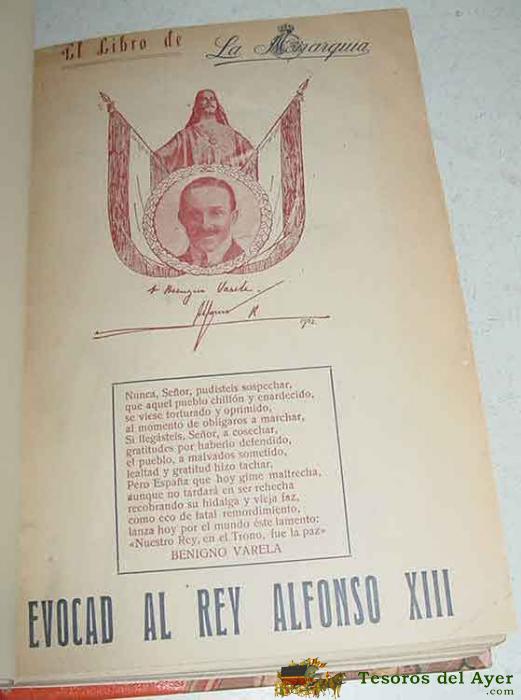 El Libro de La Monarquia
A Benigno Varela.
Alfonso R
1912.
Nunca, Señor, pudisteis sospechar,
que aquel pueblo chillón y enardecido,
se viese torturado y oprimido,
al momento de obligaros a marchar,
Si llegásteis, Señor, a cosechar,
gratitudes por haberlo defendido,
el pueblo, a malvados sometido,
lealtad y gratitud hizo tachar.
Pero España que hoy gime maltrecha,
aunque no tardará en ser rehecha
recobrando su hidalga y vieja faz,
como eco de fatal remordimiento,
lanza hoy por el mundo éste lamento:
«Nuestro Rey, en el Trono, fue la paz»
BENIGNO VARELA
EVOCAD AL REY ALFONSO XIII
Tesoros del Ayer
.com